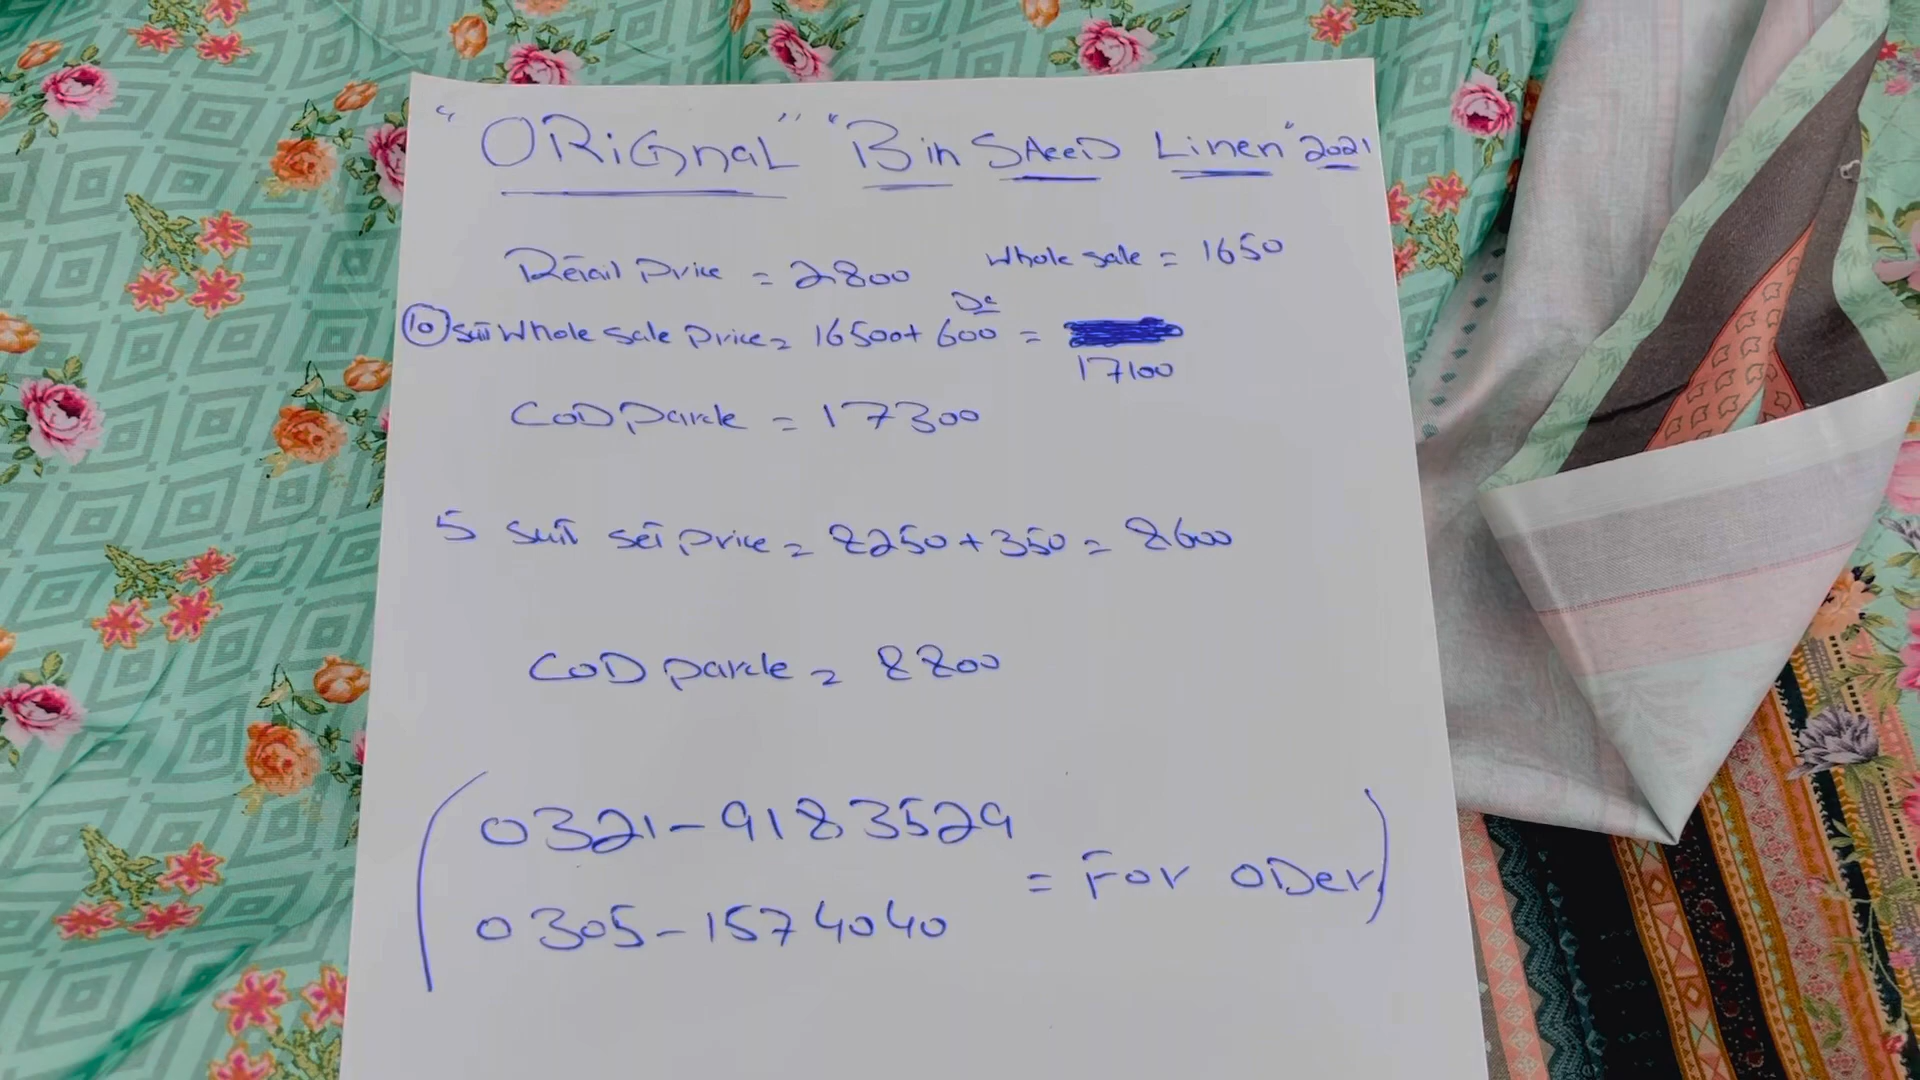 "ORiGnaL" "Bin SAeeD Linen" 2021
Retail Price = 2800 Whole sale = 1650
10 Suit Whole Sale Price = 16500 + 600 Dc =
17100
CoD Parcle = 17300
5 Suit Set Price = 8250 + 350 = 8600
CoD parcle = 8800
(0321-9183529
= For ODer)
0305-1574040